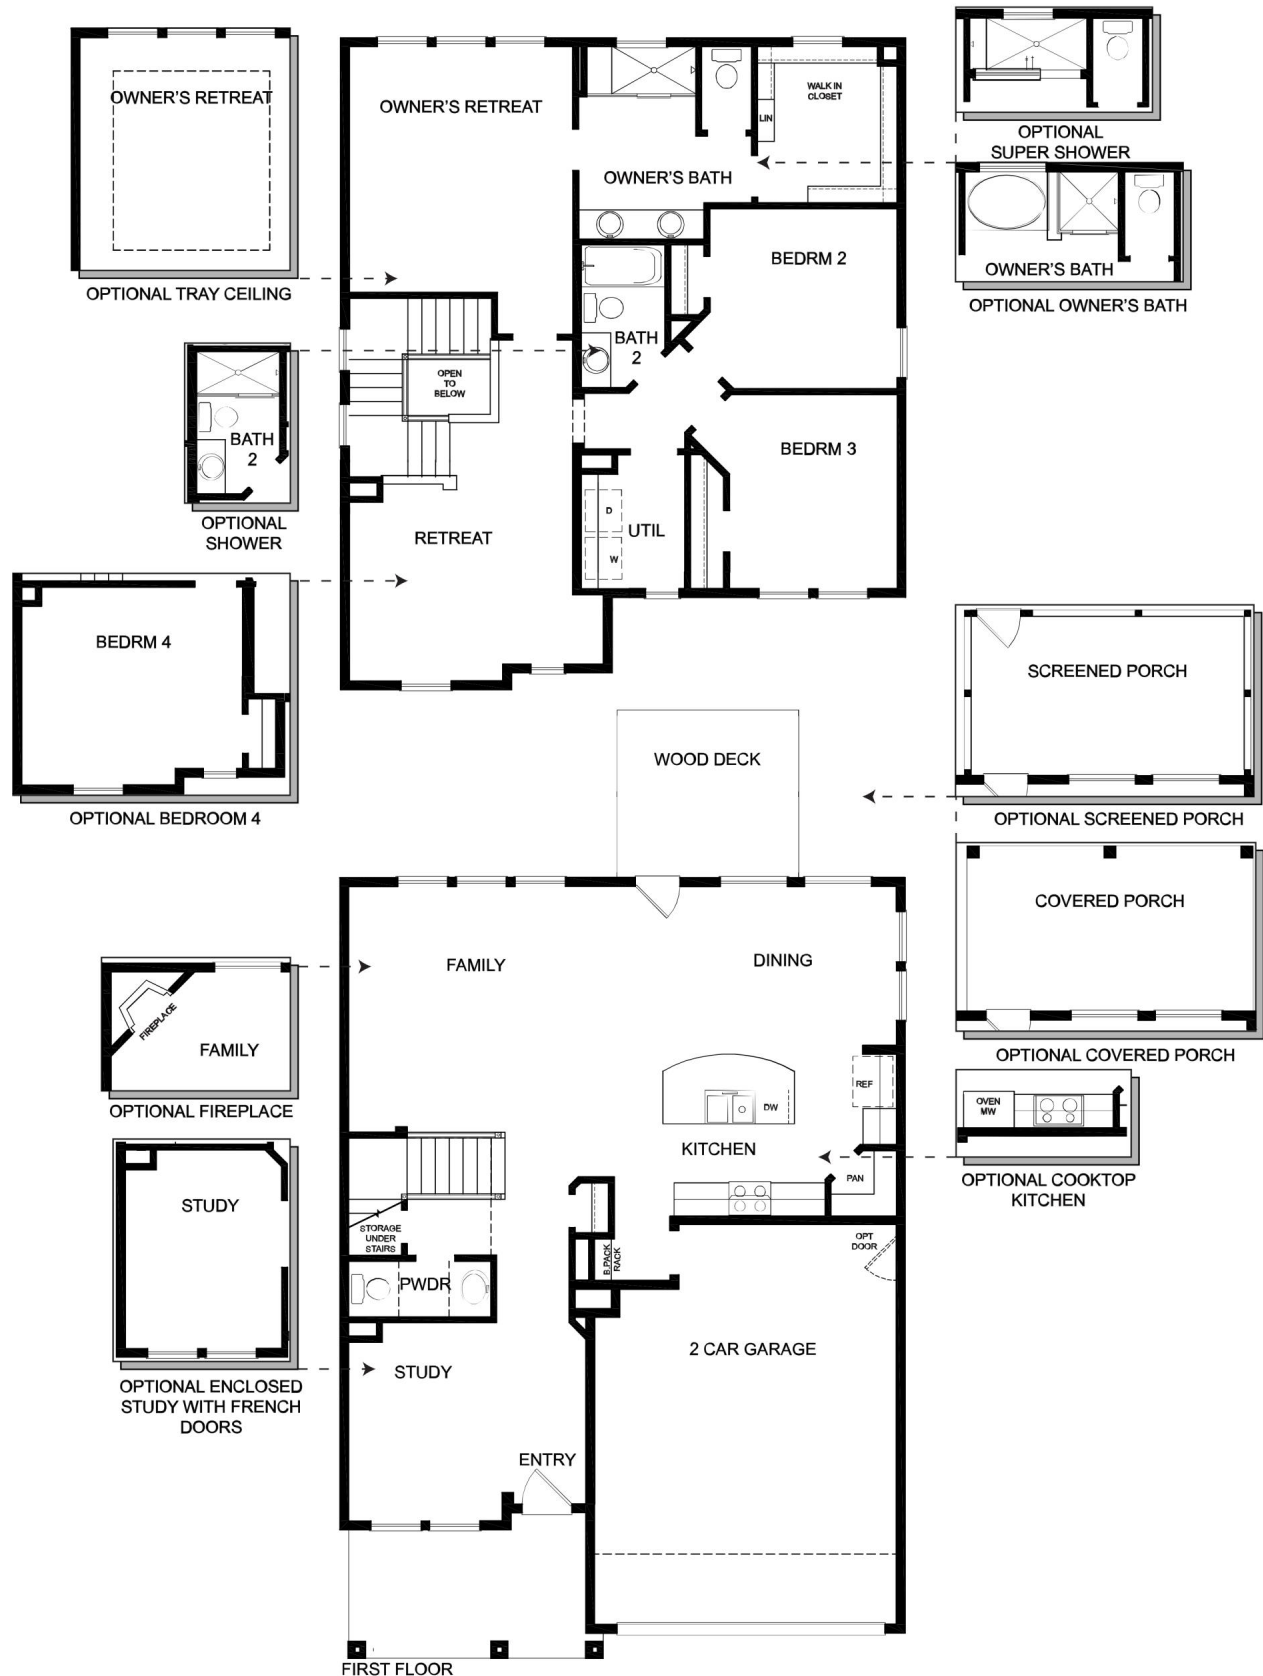 OWNER'S RETREAT
OPTIONAL TRAY CEILING
OWNER'S RETREAT
WALK IN
CLOSET
LIN
OWNER'S BATH
OPTIONAL
SUPER SHOWER
OWNER'S BATH
OPTIONAL OWNER'S BATH
BEDRM 2
BATH
2
OPEN
TO
BELOW
BATH
2
OPTIONAL
SHOWER
BEDRM 3
D
W
UTIL
RETREAT
BEDRM 4
OPTIONAL BEDROOM 4
SCREENED PORCH
OPTIONAL SCREENED PORCH
WOOD DECK
COVERED PORCH
OPTIONAL COVERED PORCH
FAMILY
DINING
FIREPLACE
FAMILY
OPTIONAL FIREPLACE
REF
DW
KITCHEN
PAN
OVEN
MW
OPTIONAL COOKTOP
KITCHEN
STUDY
OPTIONAL ENCLOSED
STUDY WITH FRENCH
DOORS
STORAGE
UNDER
STAIRS
B.PACK
RACK
OPT
DOOR
PWDR
2 CAR GARAGE
STUDY
ENTRY
FIRST FLOOR